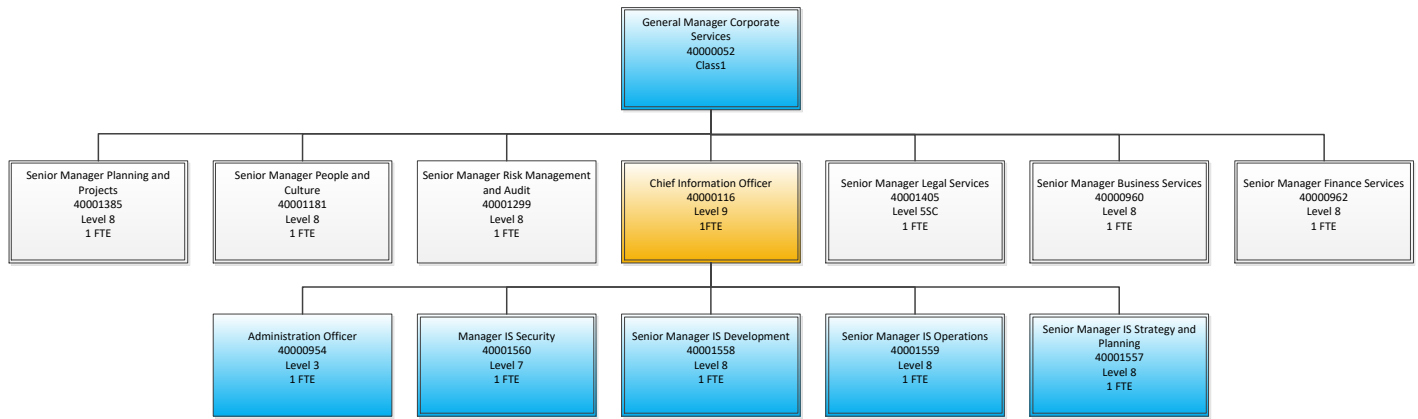 General Manager Corporate
Services
40000052
Class1
Senior Manager Planning and
Projects
40001385
Level 8
1 FTE
Senior Manager People and
Culture
40001181
Level 8
1 FTE
Senior Manager Risk Management
and Audit
40001299
Level 8
1 FTE
Chief Information Officer
40000116
Level 9
1FTE
Senior Manager Legal Services
40001405
Level 5SC
1 FTE
Senior Manager Business Services
40000960
Level 8
1 FTE
Senior Manager Finance Services
40000962
Level 8
1 FTE
Administration Officer
40000954
Level 3
1 FTE
Manager IS Security
40001560
Level 7
1 FTE
Senior Manager IS Development
40001558
Level 8
1 FTE
Senior Manager IS Operations
40001559
Level 8
1 FTE
Senior Manager IS Strategy and
Planning
40001557
Level 8
1 FTE